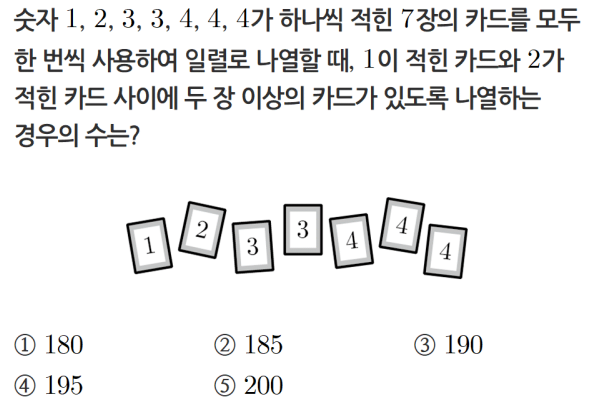 숫자 1, 2, 3, 3, 4, 4, 4가 하나씩 적힌 7장의 카드를 모두
한 번씩 사용하여 일렬로 나열할 때, 1이 적힌 카드와 2가
적힌 카드 사이에 두 장 이상의 카드가 있도록 나열하는
경우의 수는?
1 2 3 3 4 4 4
① 180 ② 185 ③ 190
④ 195 ⑤ 200